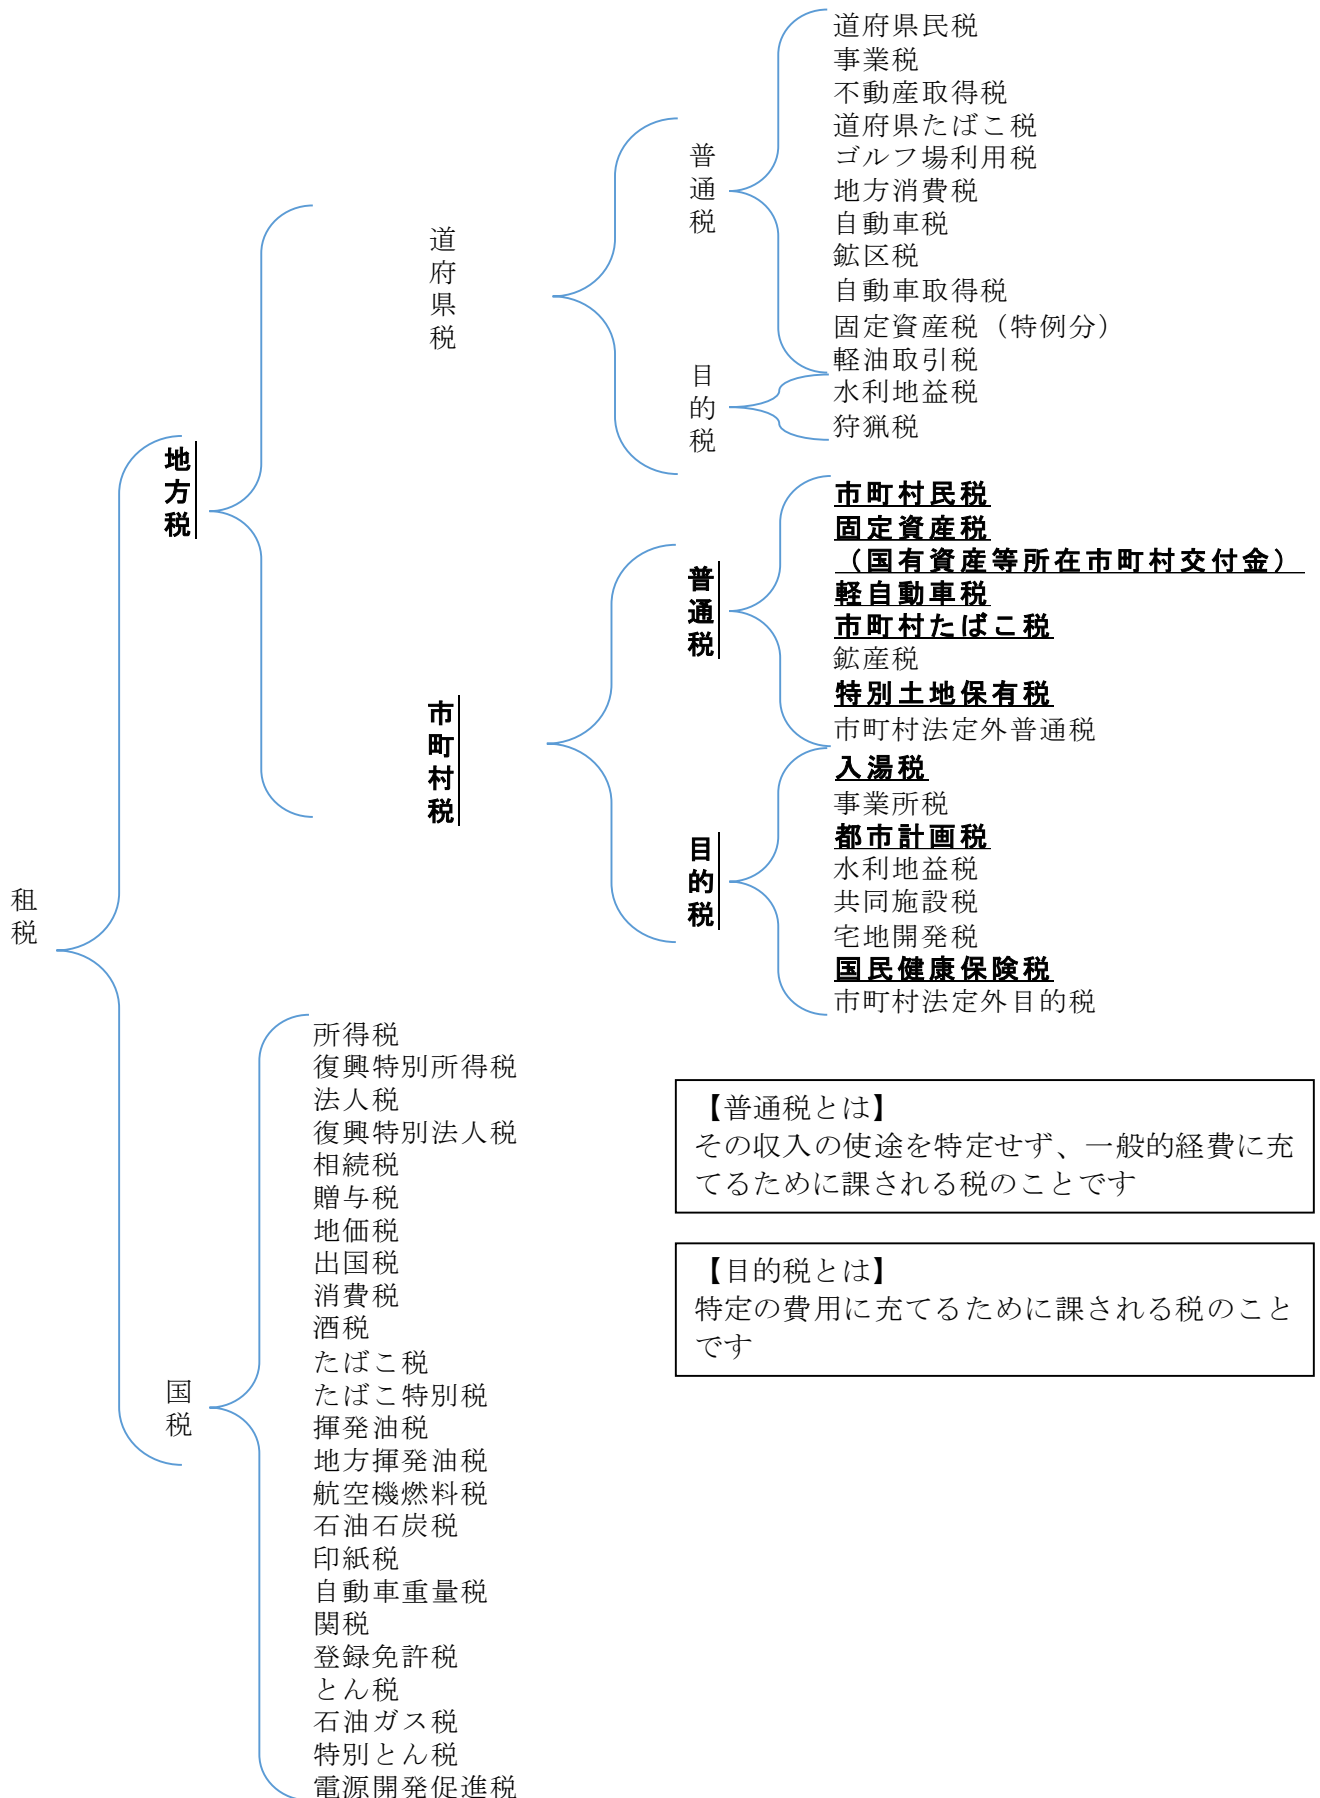 租税
地方税
道府県税
普通税
道府県民税
事業税
不動産取得税
道府県たばこ税
ゴルフ場利用税
地方消費税
自動車税
鉱区税
自動車取得税
固定資産税（特例分）
軽油取引税
目的税
水利地益税
狩猟税
市町村税
普通税
市町村民税
固定資産税
（国有資産等所在市町村交付金）
軽自動車税
市町村たばこ税
鉱産税
特別土地保有税
市町村法定外普通税
目的税
入湯税
事業所税
都市計画税
水利地益税
共同施設税
宅地開発税
国民健康保険税
市町村法定外目的税
国税
所得税
復興特別所得税
法人税
復興特別法人税
相続税
贈与税
地価税
出国税
消費税
酒税
たばこ税
たばこ特別税
揮発油税
地方揮発油税
航空機燃料税
石油石炭税
印紙税
自動車重量税
関税
登録免許税
とん税
石油ガス税
特別とん税
電源開発促進税
【普通税とは】
その収入の使途を特定せず、一般的経費に充
てるために課される税のことです
【目的税とは】
特定の費用に充てるために課される税のこと
です